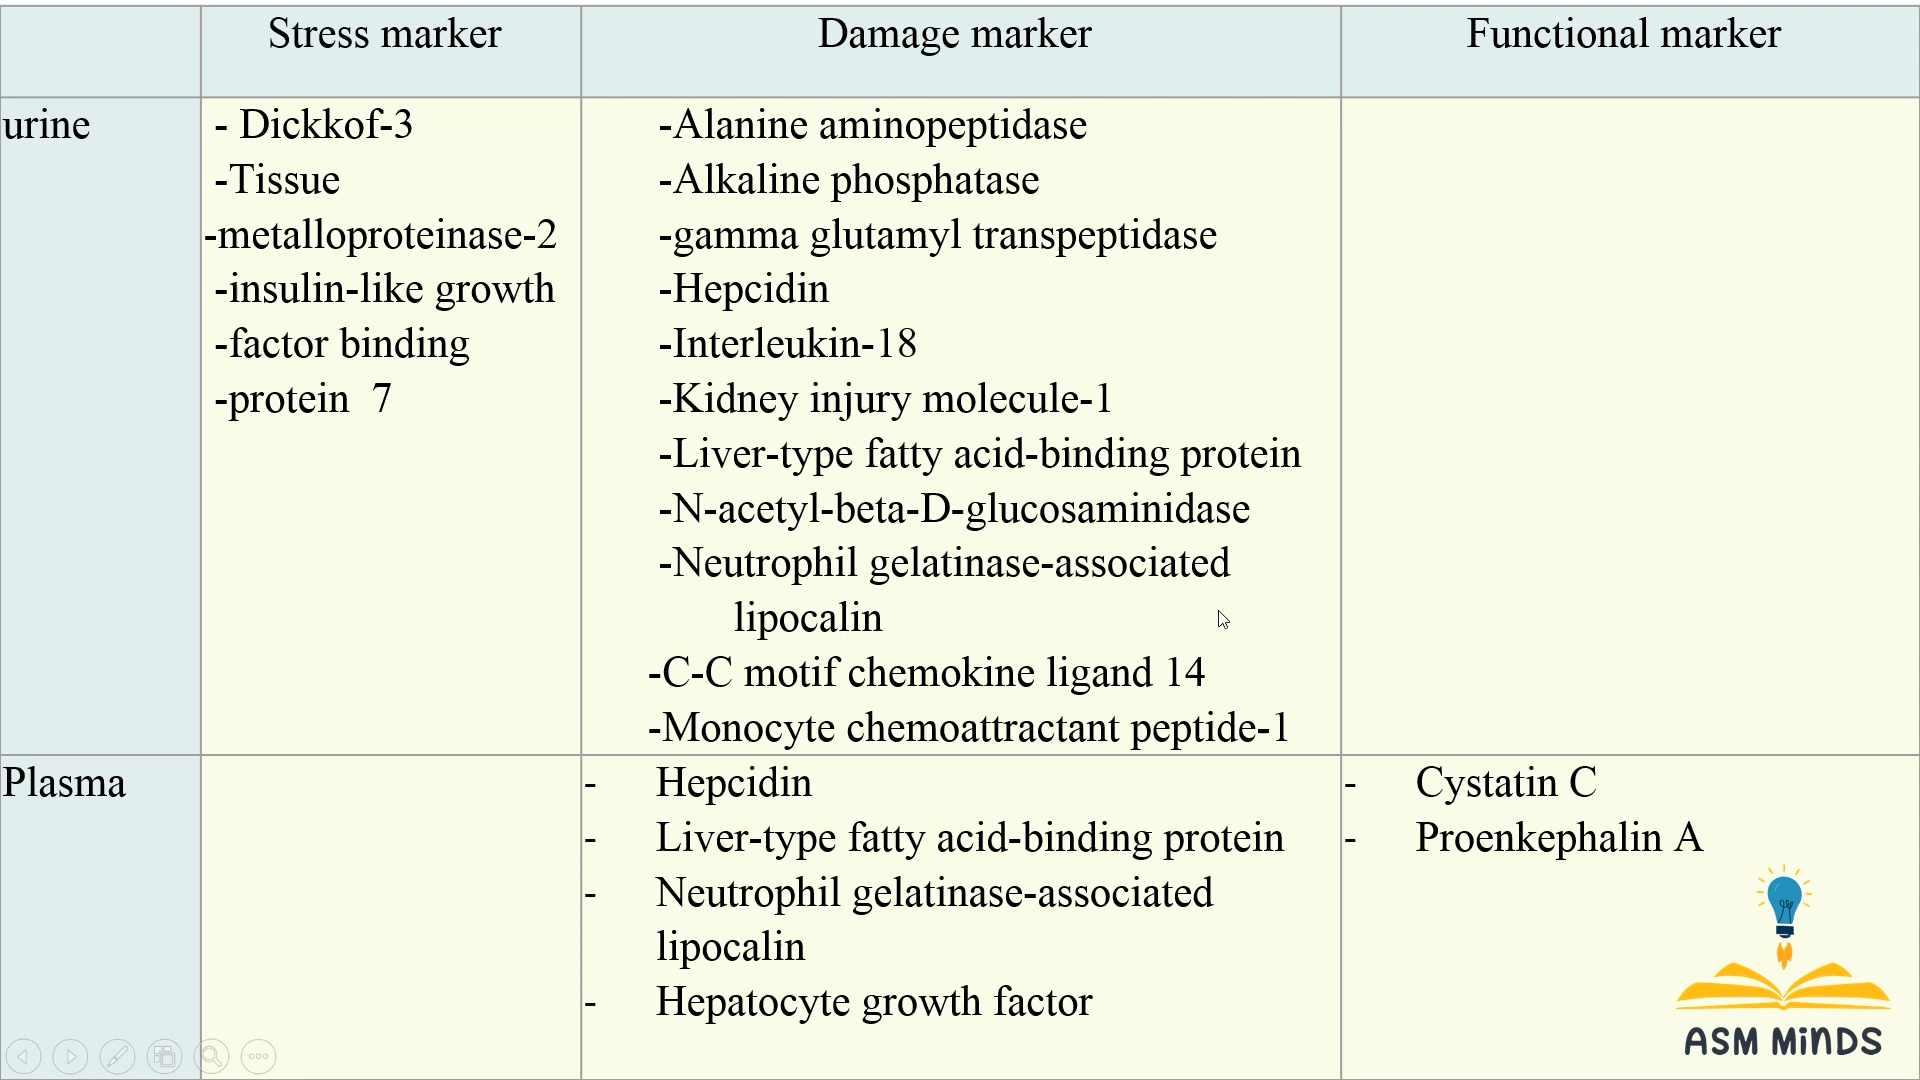 Stress marker
Damage marker
Functional marker
urine
- Dickkof-3
-Tissue
-metalloproteinase-2
-insulin-like growth
-factor binding
-protein  7
-Alanine aminopeptidase
-Alkaline phosphatase
-gamma glutamyl transpeptidase
-Hepcidin
-Interleukin-18
-Kidney injury molecule-1
-Liver-type fatty acid-binding protein
-N-acetyl-beta-D-glucosaminidase
-Neutrophil gelatinase-associated
lipocalin
-C-C motif chemokine ligand 14
-Monocyte chemoattractant peptide-1
Plasma
- Hepcidin
- Liver-type fatty acid-binding protein
- Neutrophil gelatinase-associated
lipocalin
- Hepatocyte growth factor
- Cystatin C
- Proenkephalin A
ASM MiNDS